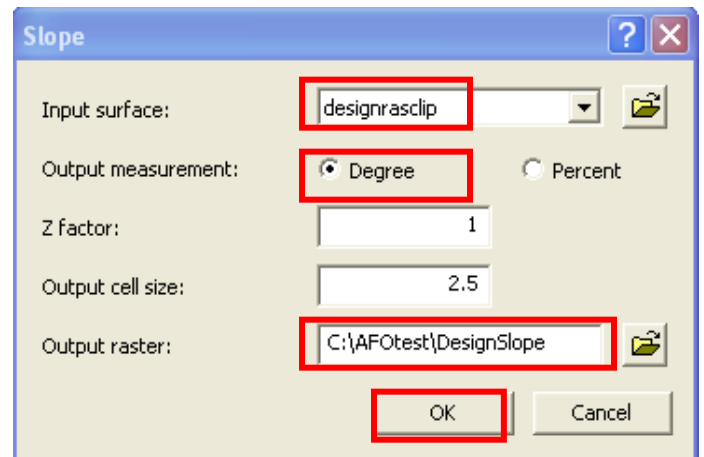 Slope
Input surface: designrasclip
Output measurement: Degree Percent
Z factor: 1
Output cell size: 2.5
Output raster: C:\AFOtest\DesignSlope
OK Cancel